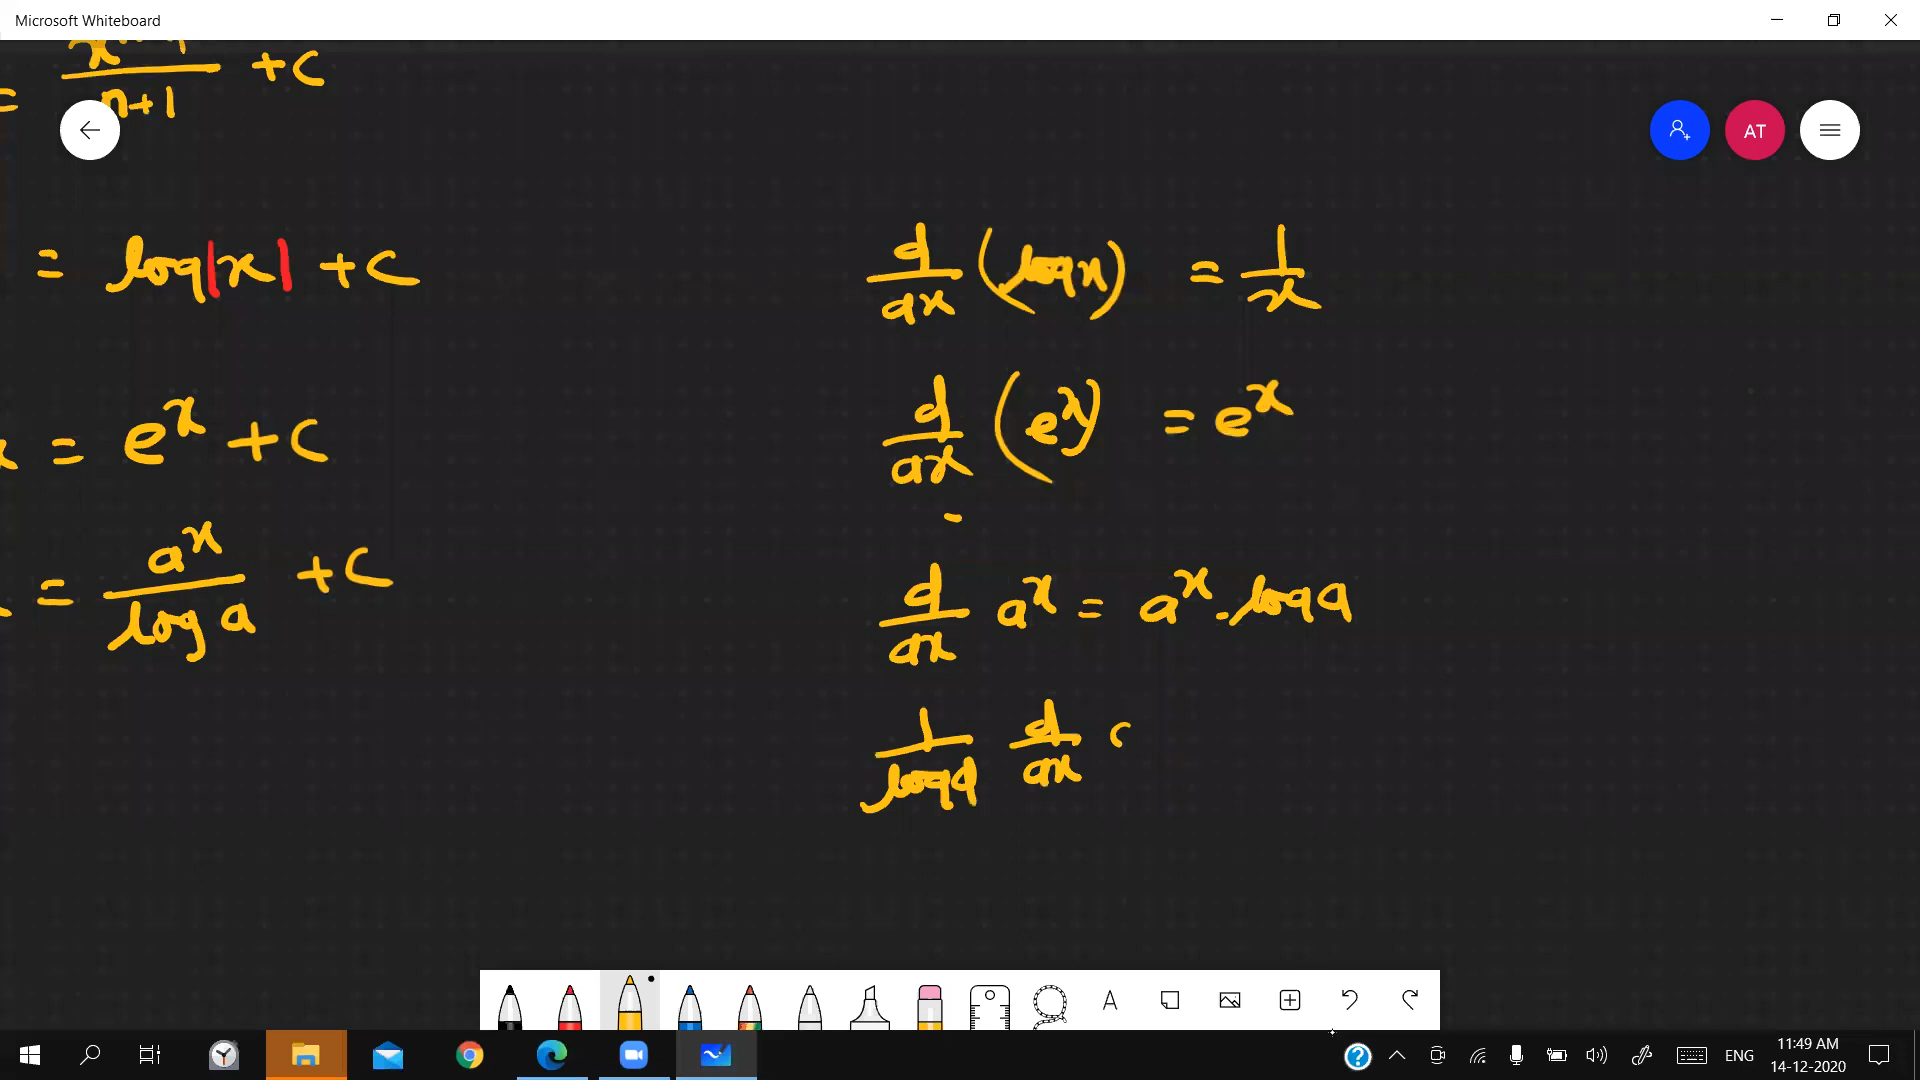 Microsoft Whiteboard
= x^(n+1)/(n+1) + c
= log|x| + c
x = e^x + c
= a^x/log a + c
AT
d/dx (log x) = 1/x
d/dx (e^x) = e^x
d/dx a^x = a^x . log a
1/log a d/dx
A
ENG
11:49 AM
14-12-2020